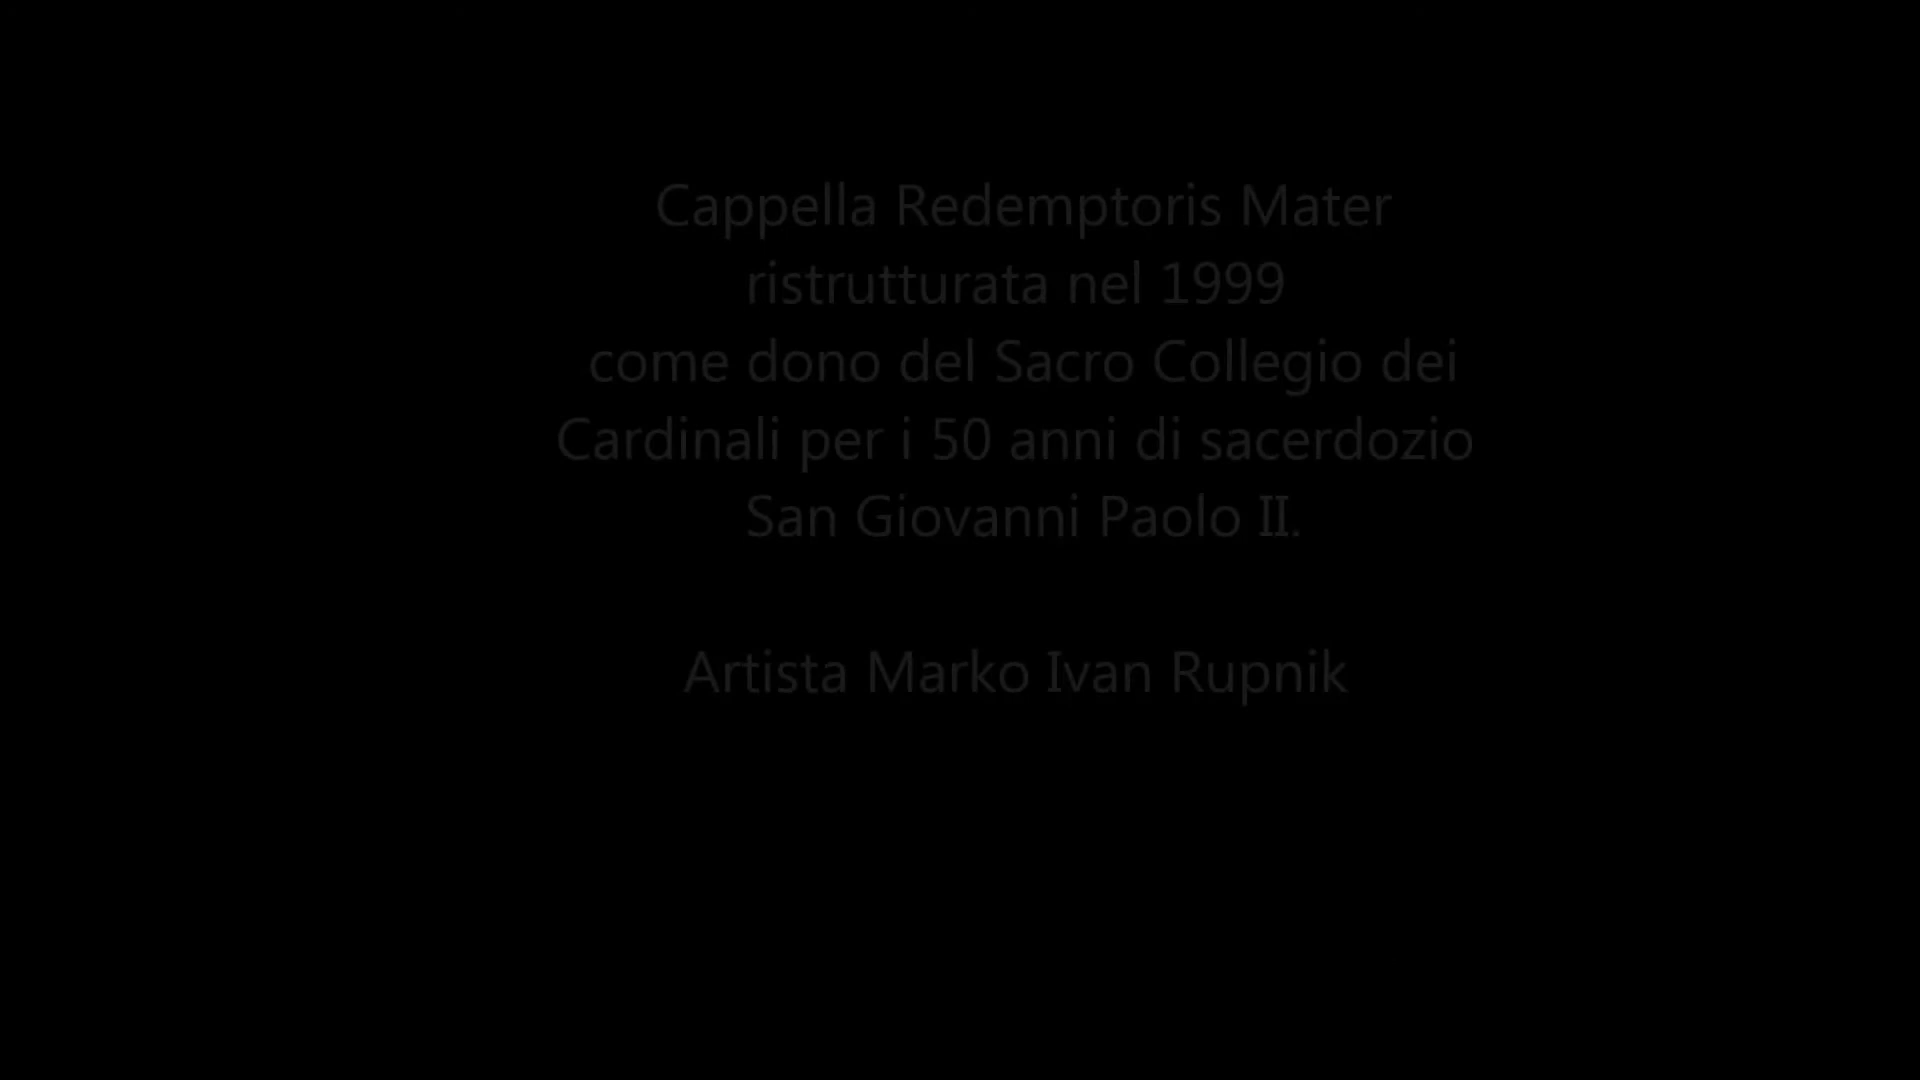 Cappella Redemptoris Mater
ristrutturata nel 1999
come dono del Sacro Collegio dei
Cardinali per i 50 anni di sacerdozio
San Giovanni Paolo II.
Artista Marko Ivan Rupnik